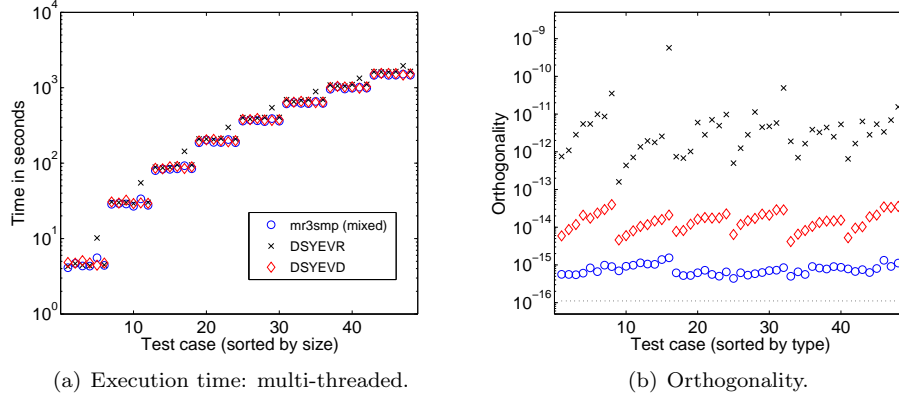 10^4
10^3
10^2
10^1
10^0
Time in seconds
10
20
30
40
Test case (sorted by size)
mr3smp (mixed)
DSYEVR
DSYEVD
(a) Execution time: multi-threaded.
10^-9
10^-10
10^-11
10^-12
10^-13
10^-14
10^-15
10^-16
Orthogonality
10
20
30
40
Test case (sorted by type)
(b) Orthogonality.